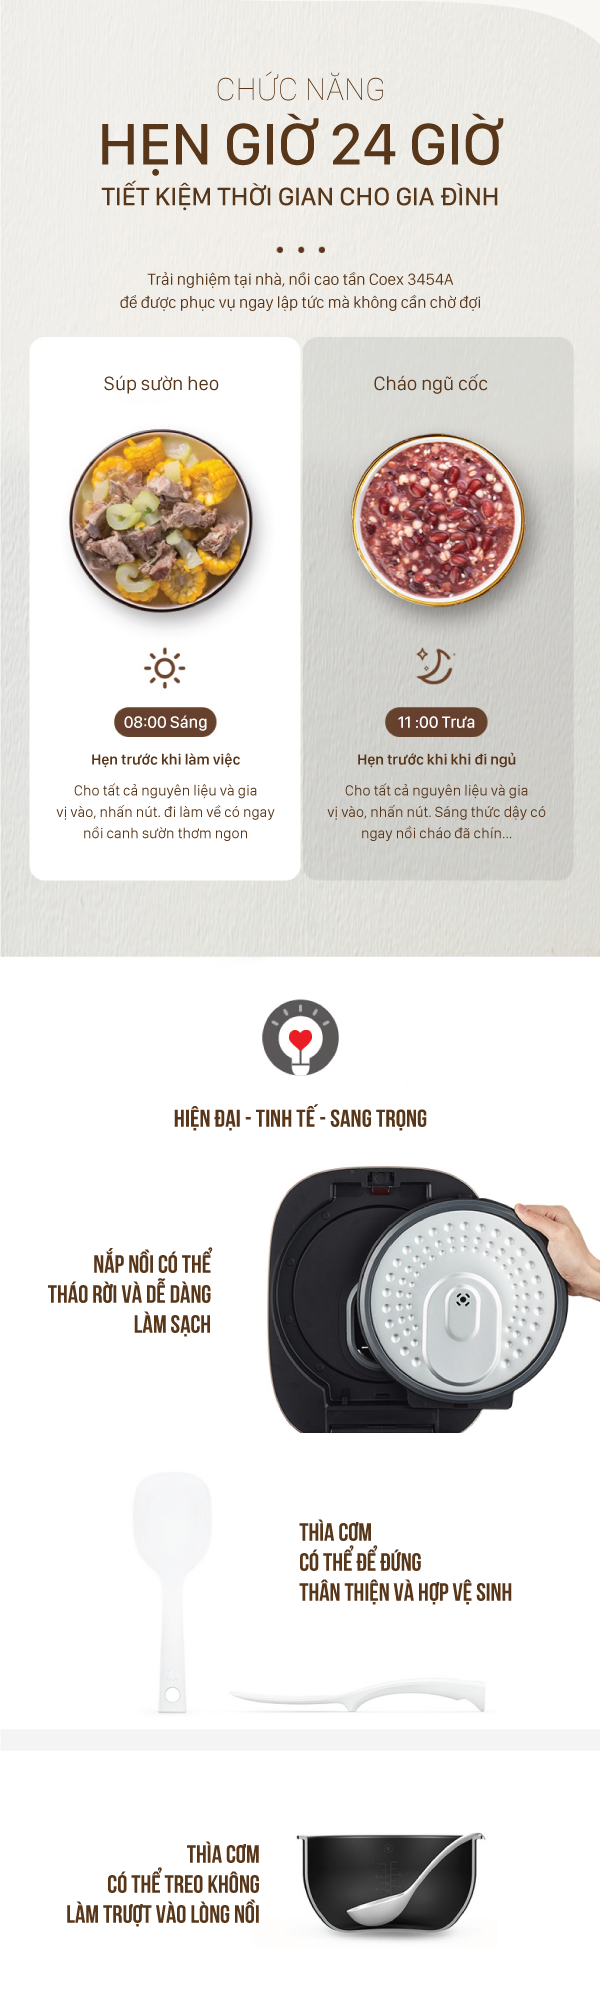 CHỨC NĂNG
HẸN GIỜ 24 GIỜ
TIẾT KIỆM THỜI GIAN CHO GIA ĐÌNH
Trải nghiệm tại nhà, nồi cao tần Coex 3454A
để được phục vụ ngay lập tức mà không cần chờ đợi
Súp sườn heo
08:00 Sáng
Hẹn trước khi làm việc
Cho tất cả nguyên liệu và gia
vị vào, nhấn nút. đi làm về có ngay
nồi canh sườn thơm ngon
Cháo ngũ cốc
11 :00 Trưa
Hẹn trước khi khi đi ngủ
Cho tất cả nguyên liệu và gia
vị vào, nhấn nút. Sáng thức dậy có
ngay nồi cháo đã chín...
HIỆN ĐẠI - TINH TẾ - SANG TRỌNG
NẮP NỒI CÓ THỂ
THÁO RỜI VÀ DỄ DÀNG
LÀM SẠCH
THÌA CƠM
CÓ THỂ ĐỂ ĐỨNG
THÂN THIỆN VÀ HỢP VỆ SINH
THÌA CƠM
CÓ THỂ TREO KHÔNG
LÀM TRƯỢT VÀO LÒNG NỒI